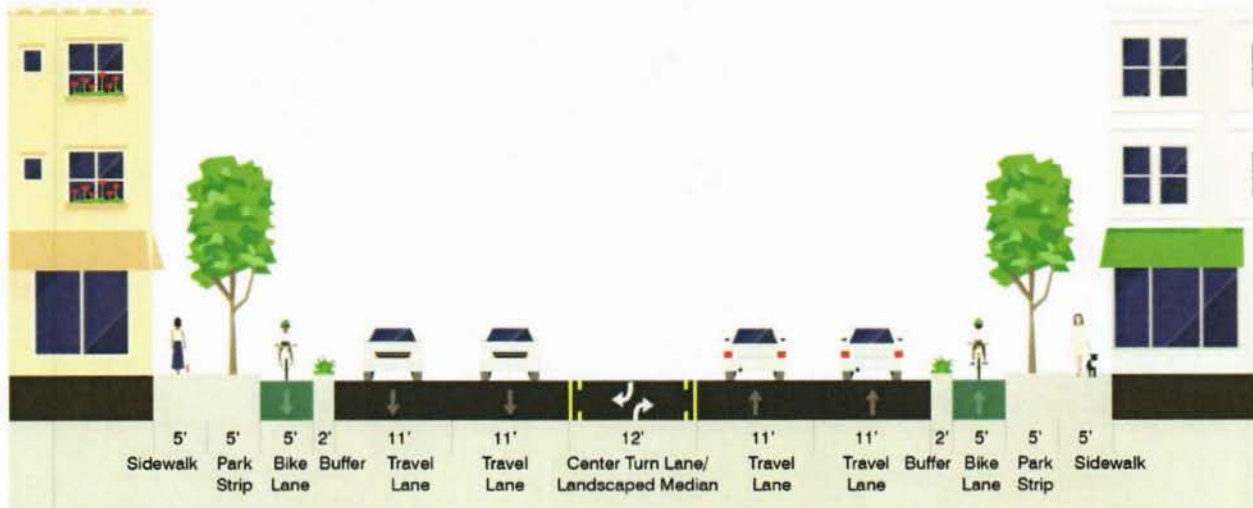 5' 5' 5' 2' 11' 11' 12' 11' 11' 2' 5' 5' 5'
Sidewalk Park Bike Buffer Travel Travel Center Turn Lane/ Travel Travel Buffer Bike Park Sidewalk
Strip Lane Lane Lane Landscaped Median Lane Lane Lane Strip